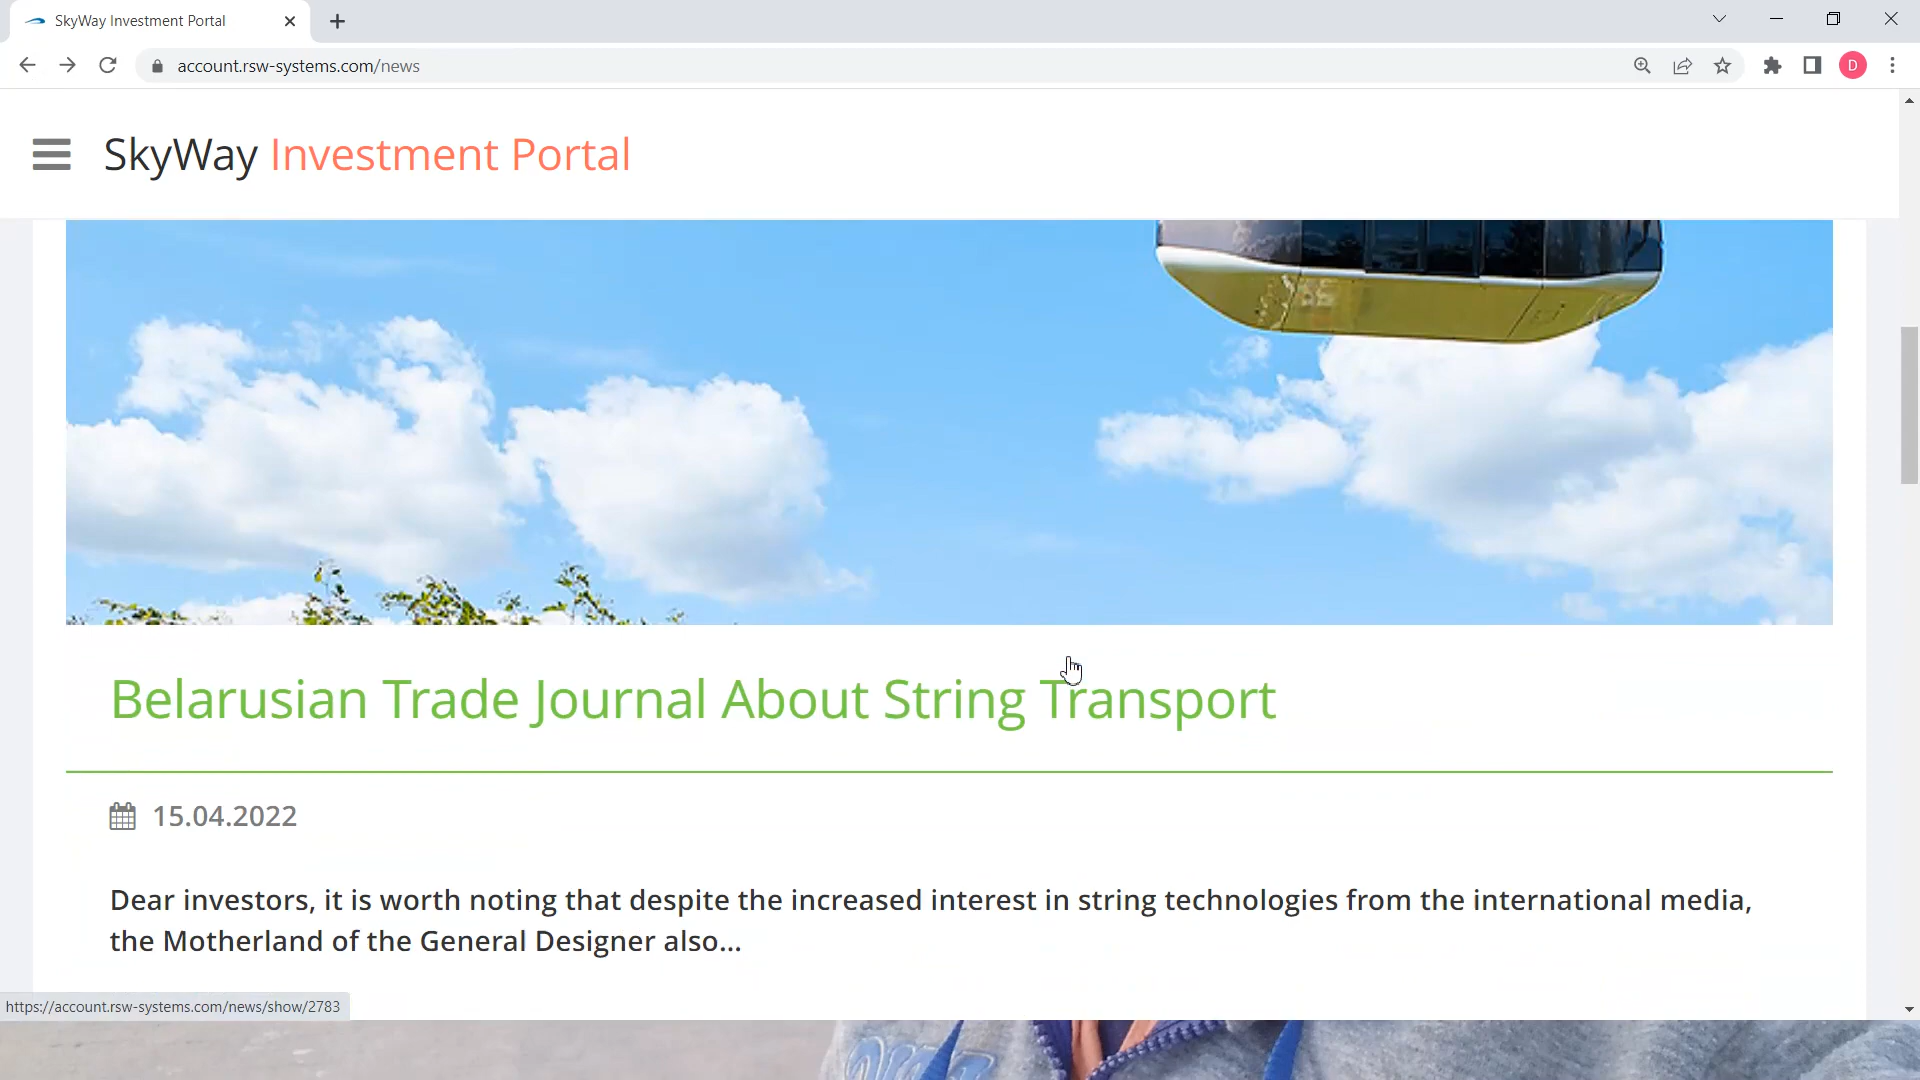 SkyWay Investment Portal
account.rsw-systems.com/news
D
SkyWay Investment Portal
Belarusian Trade Journal About String Transport
15.04.2022
Dear investors, it is worth noting that despite the increased interest in string technologies from the international media,
the Motherland of the General Designer also...
https://account.rsw-systems.com/news/show/2783